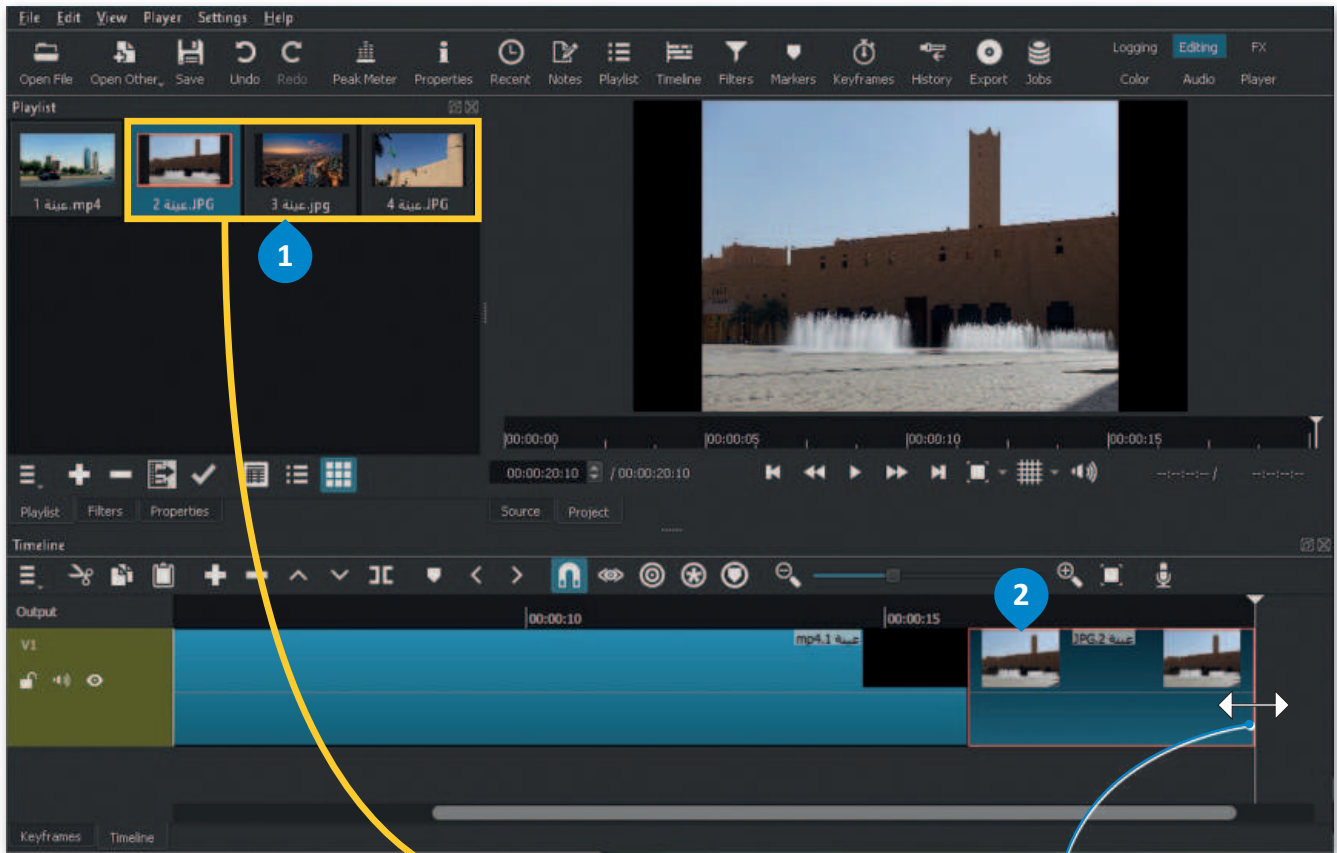 File Edit View Player Settings Help
Open File Open Other Save Undo Redo Peak Meter Properties Recent Notes Playlist Timeline Filters Markers Keyframes History Export Jobs
Logging Editing FX
Color Audio Player
Playlist
عينة 1.mp4 عينة 2.JPG عينة 3.jpg عينة 4.JPG
1
00:00:00 00:00:05 00:00:10 00:00:15
00:00:20:10 / 00:00:20:10 --:--:--:-- / --:--:--:--
Playlist Filters Properties
Source Project
Timeline
2
Output 00:00:10 00:00:15
V1 عينة 1.mp4 عينة 2.JPG
Keyframes Timeline